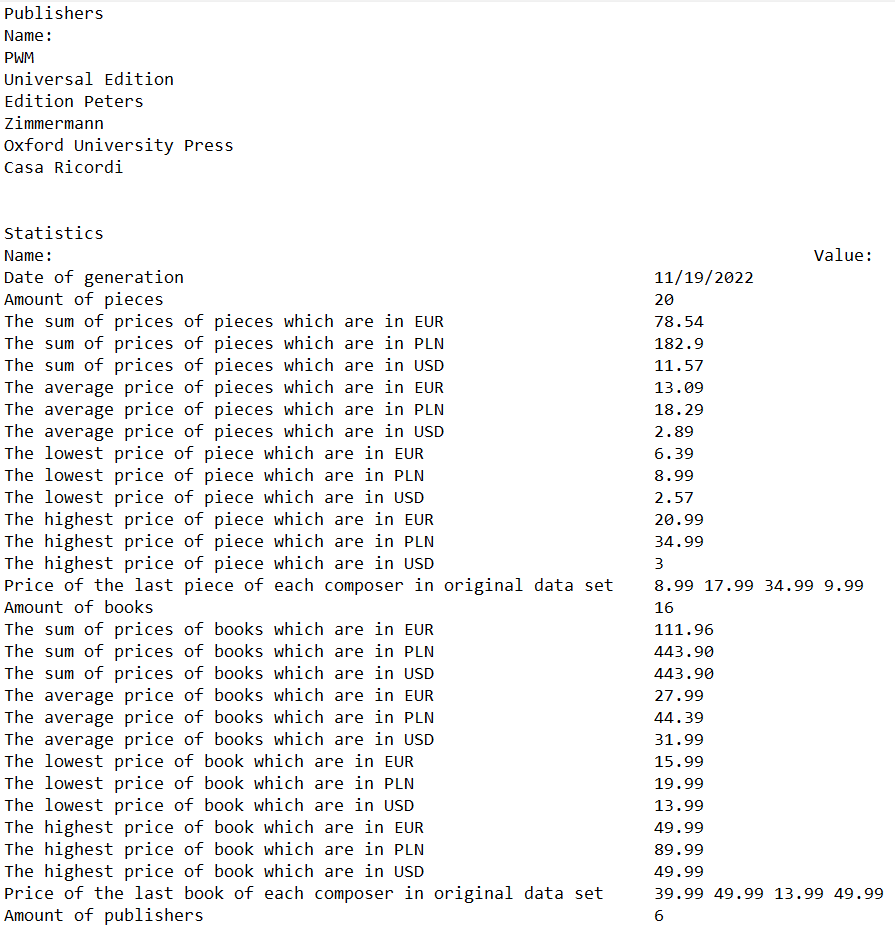 Publishers
Name:
PWM
Universal Edition
Edition Peters
Zimmermann
Oxford University Press
Casa Ricordi
Statistics
Name: Value:
Date of generation 11/19/2022
Amount of pieces 20
The sum of prices of pieces which are in EUR 78.54
The sum of prices of pieces which are in PLN 182.9
The sum of prices of pieces which are in USD 11.57
The average price of pieces which are in EUR 13.09
The average price of pieces which are in PLN 18.29
The average price of pieces which are in USD 2.89
The lowest price of piece which are in EUR 6.39
The lowest price of piece which are in PLN 8.99
The lowest price of piece which are in USD 2.57
The highest price of piece which are in EUR 20.99
The highest price of piece which are in PLN 34.99
The highest price of piece which are in USD 3
Price of the last piece of each composer in original data set 8.99 17.99 34.99 9.99
Amount of books 16
The sum of prices of books which are in EUR 111.96
The sum of prices of books which are in PLN 443.90
The sum of prices of books which are in USD 443.90
The average price of books which are in EUR 27.99
The average price of books which are in PLN 44.39
The average price of books which are in USD 31.99
The lowest price of book which are in EUR 15.99
The lowest price of book which are in PLN 19.99
The lowest price of book which are in USD 13.99
The highest price of book which are in EUR 49.99
The highest price of book which are in PLN 89.99
The highest price of book which are in USD 49.99
Price of the last book of each composer in original data set 39.99 49.99 13.99 49.99
Amount of publishers 6